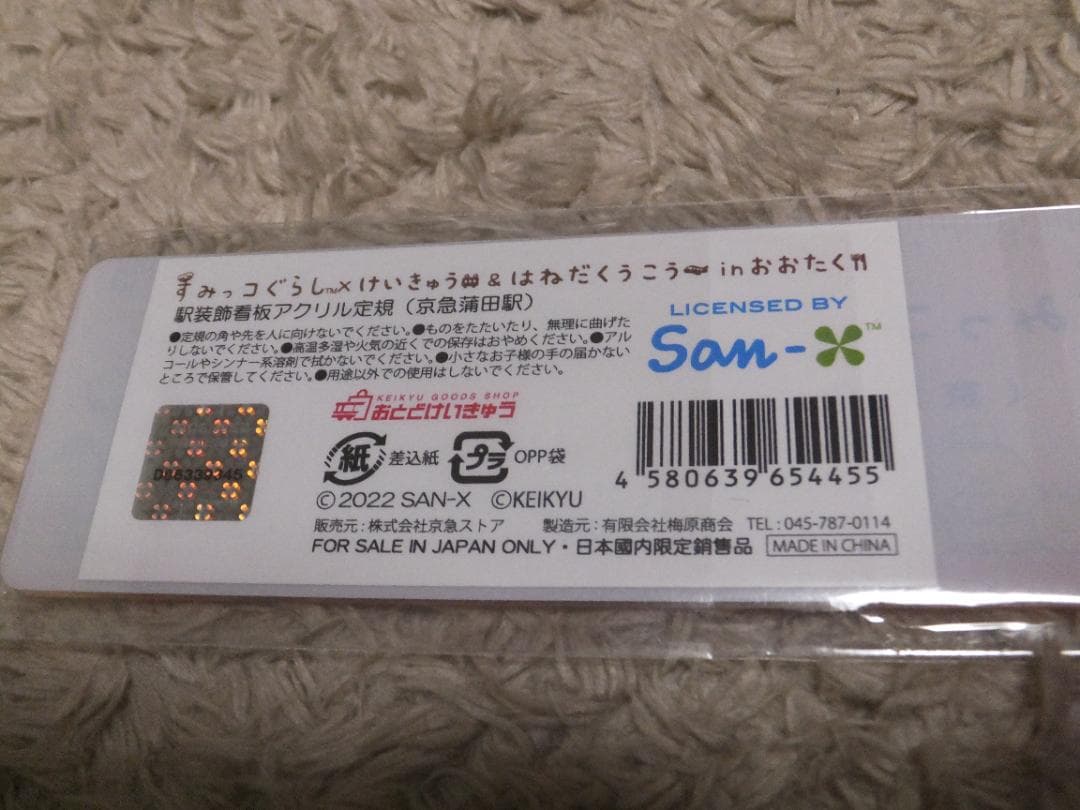 すみっコぐらし™×けいきゅう&はねだくうこう in おおたく
駅装飾看板アクリル定規（京急蒲田駅）
●定規の角や先を人に向けないでください。●ものをたたいたり、無理に曲げた
りしないでください。●高温多湿や火気の近くでの保存はおやめください。●アル
コールやシンナー系溶剤で拭かないでください。●小さなお子様の手の届かない
ところで保管してください。●用途以外での使用はしないでください。
LICENSED BY
San-X™
KEIKYU GOODS SHOP
おとどけいきゅう
紙 差込紙 プラ OPP袋
4 580639 654455
©2022 SAN-X ©KEIKYU
販売元：株式会社京急ストア 製造元：有限会社梅原商会 TEL：045-787-0114
FOR SALE IN JAPAN ONLY・日本國内限定銷售品 MADE IN CHINA